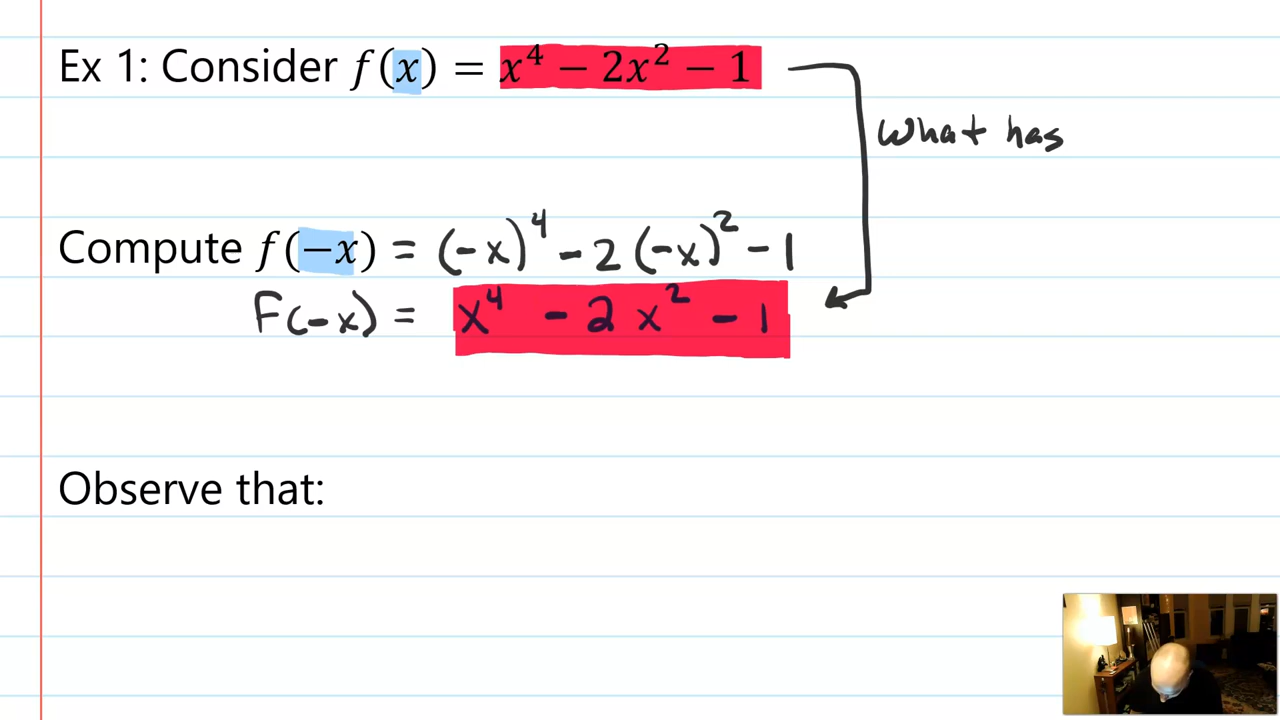 Ex 1: Consider f(x) = x⁴ − 2x² − 1
what has
Compute f(−x) = (-x)⁴ - 2(-x)² - 1
F(-x) = x⁴ - 2x² - 1
Observe that: